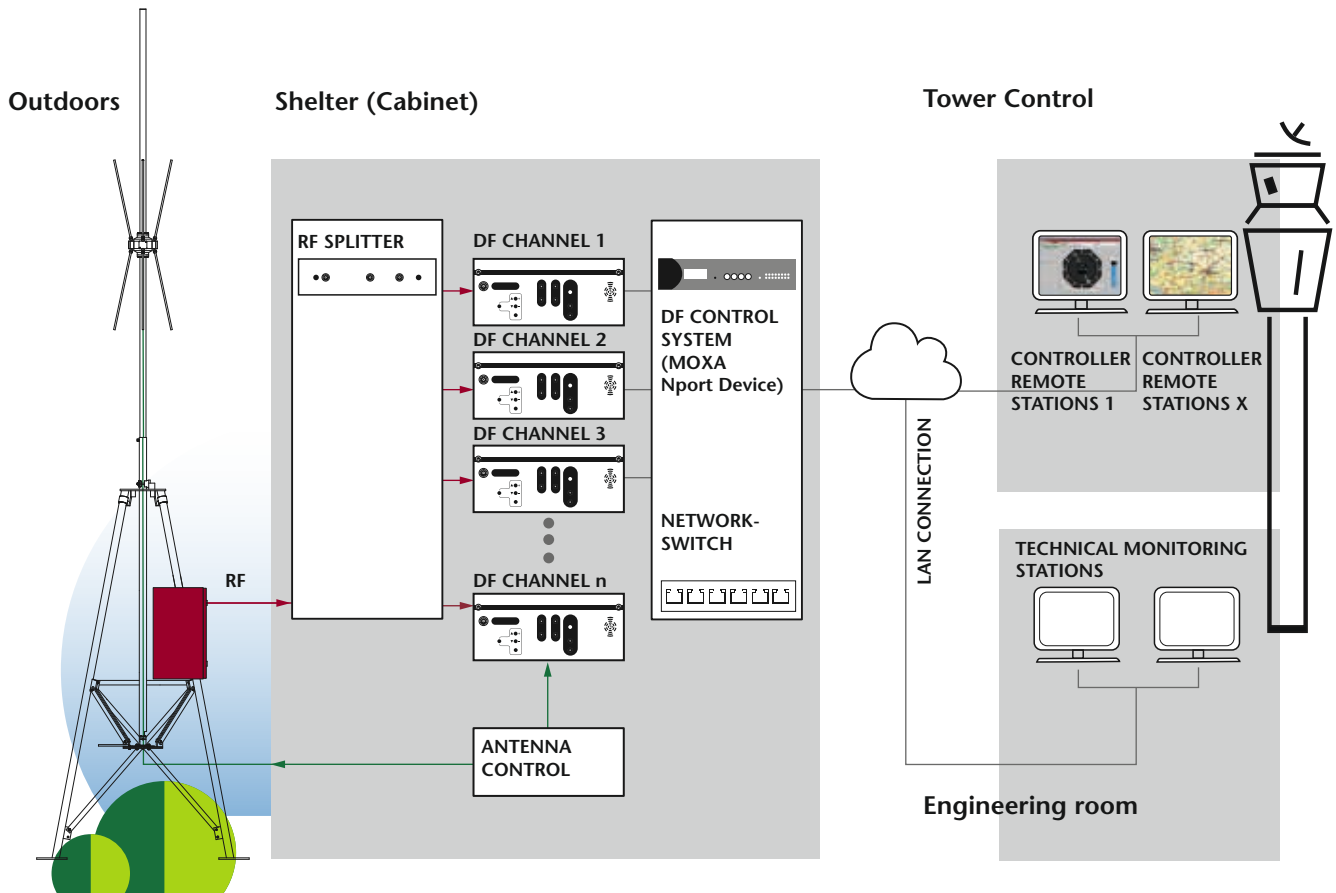 Outdoors
Shelter (Cabinet)
Tower Control
RF SPLITTER
DF CHANNEL 1
DF CHANNEL 2
DF CHANNEL 3
DF CHANNEL n
DF CONTROL
SYSTEM
(MOXA
Nport Device)
NETWORK-
SWITCH
RF
ANTENNA
CONTROL
LAN CONNECTION
CONTROLLER
REMOTE
STATIONS 1
CONTROLLER
REMOTE
STATIONS X
TECHNICAL MONITORING
STATIONS
Engineering room